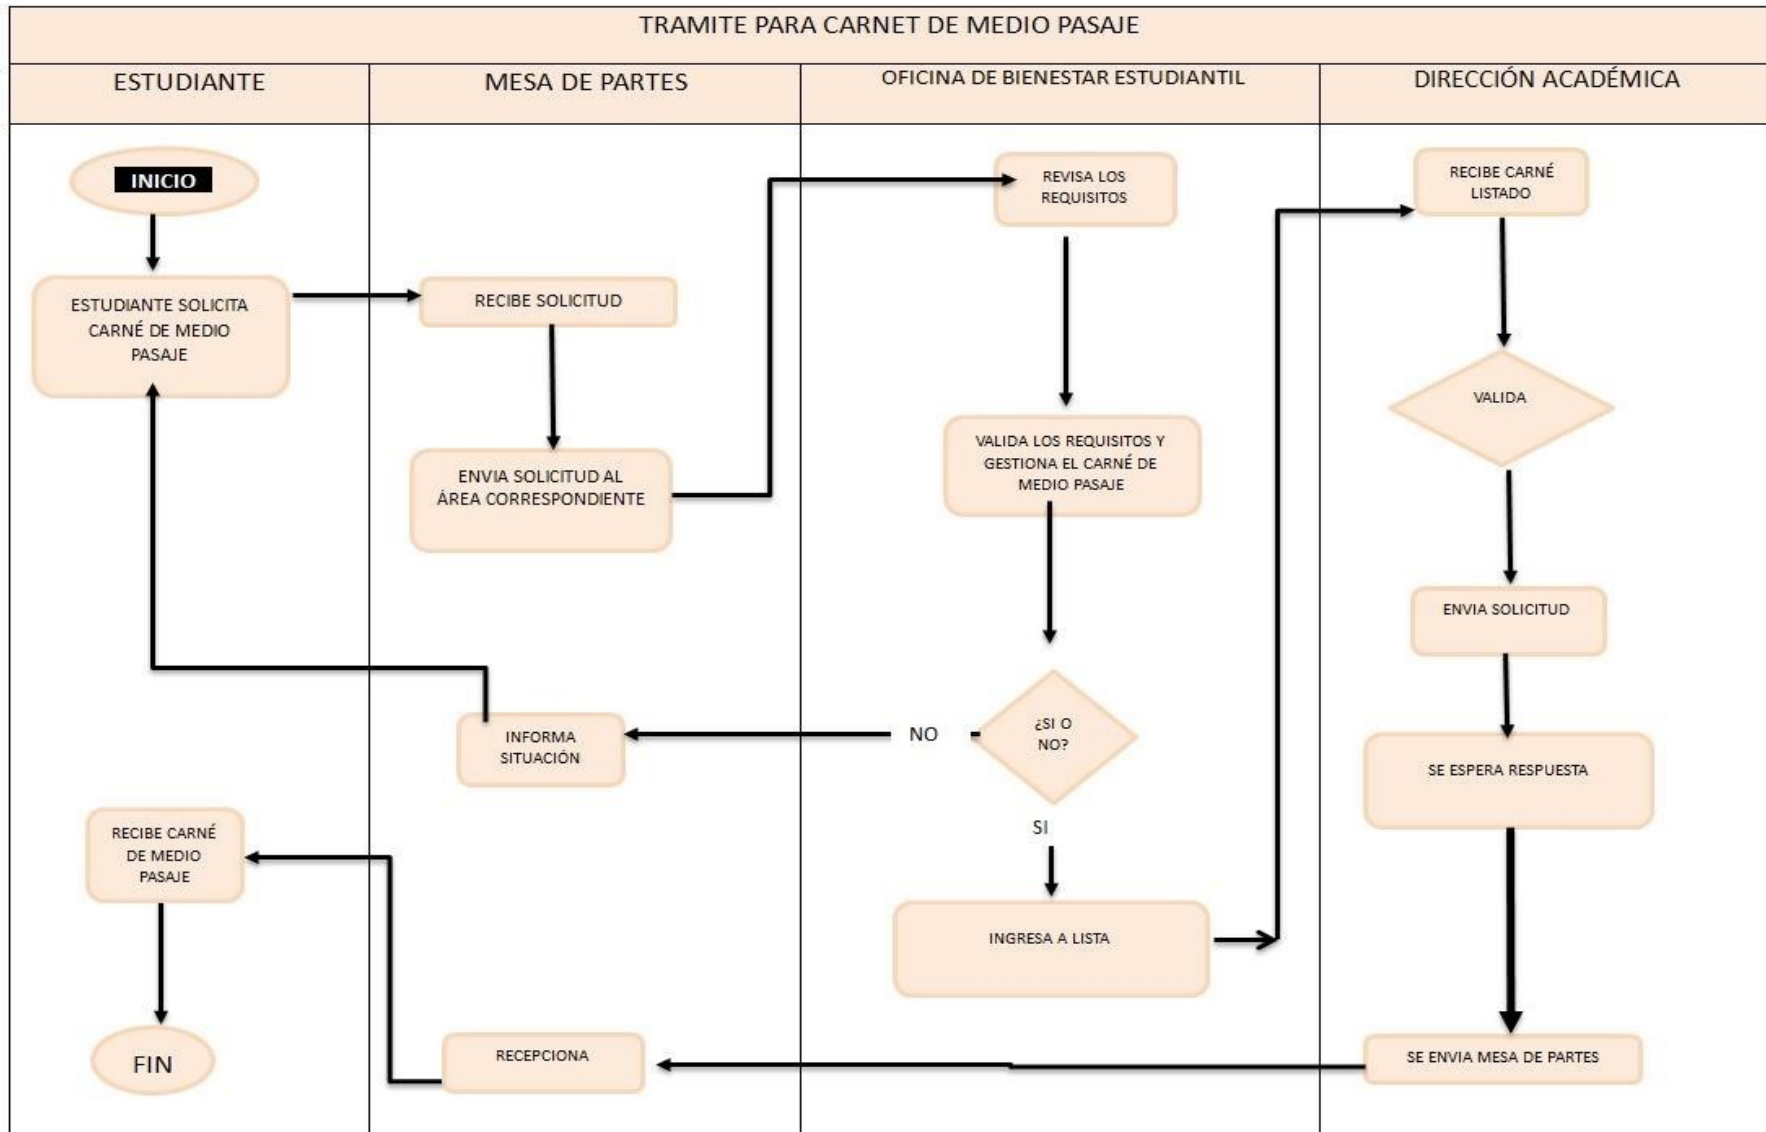 TRAMITE PARA CARNET DE MEDIO PASAJE
ESTUDIANTE
MESA DE PARTES
OFICINA DE BIENESTAR ESTUDIANTIL
DIRECCIÓN ACADÉMICA
INICIO
ESTUDIANTE SOLICITA
CARNÉ DE MEDIO
PASAJE
RECIBE SOLICITUD
ENVIA SOLICITUD AL
ÁREA CORRESPONDIENTE
REVISA LOS
REQUISITOS
VALIDA LOS REQUISITOS Y
GESTIONA EL CARNÉ DE
MEDIO PASAJE
¿SI O
NO?
NO
INFORMA
SITUACIÓN
SI
INGRESA A LISTA
RECIBE CARNÉ
LISTADO
VALIDA
ENVIA SOLICITUD
SE ESPERA RESPUESTA
SE ENVIA MESA DE PARTES
RECEPCIONA
RECIBE CARNÉ
DE MEDIO
PASAJE
FIN